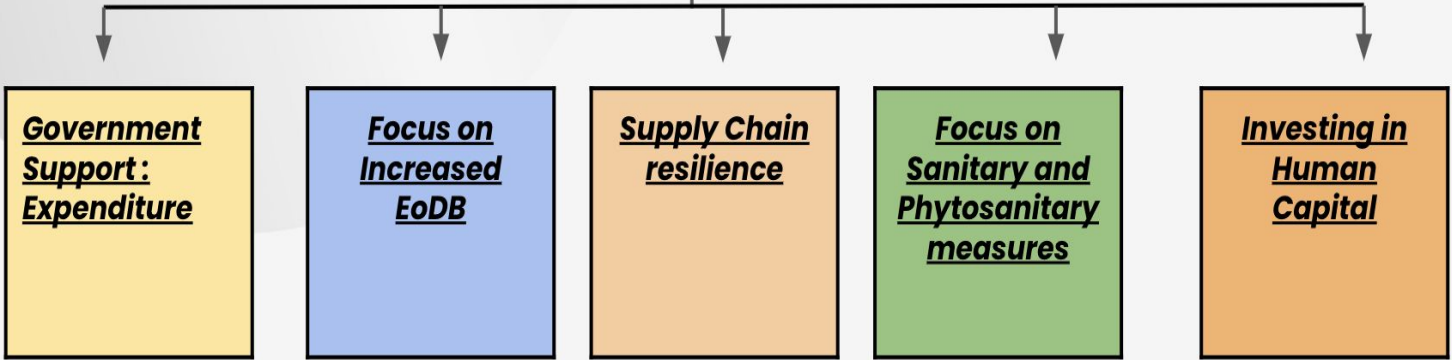 Government
Support :
Expenditure
Focus on
Increased
EoDB
Supply Chain
resilience
Focus on
Sanitary and
Phytosanitary
measures
Investing in
Human
Capital